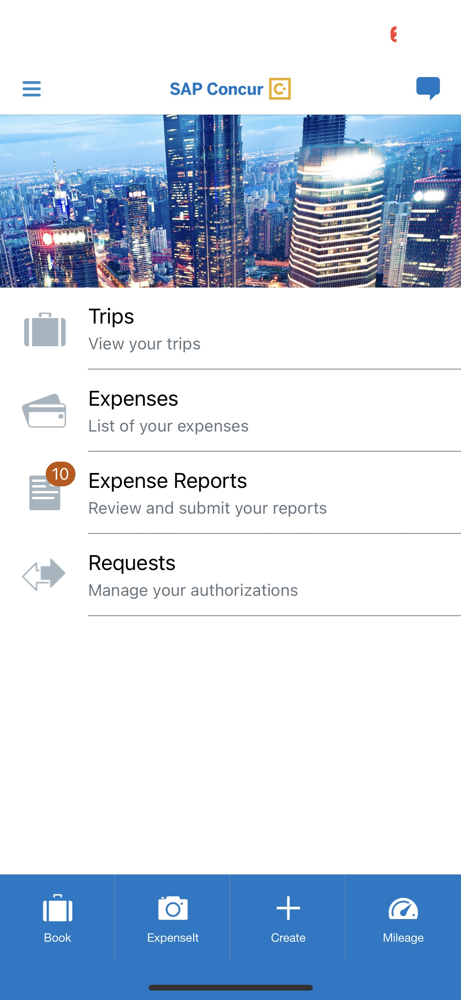 SAP Concur
Trips
View your trips
Expenses
List of your expenses
10
Expense Reports
Review and submit your reports
Requests
Manage your authorizations
Book
ExpenseIt
Create
Mileage